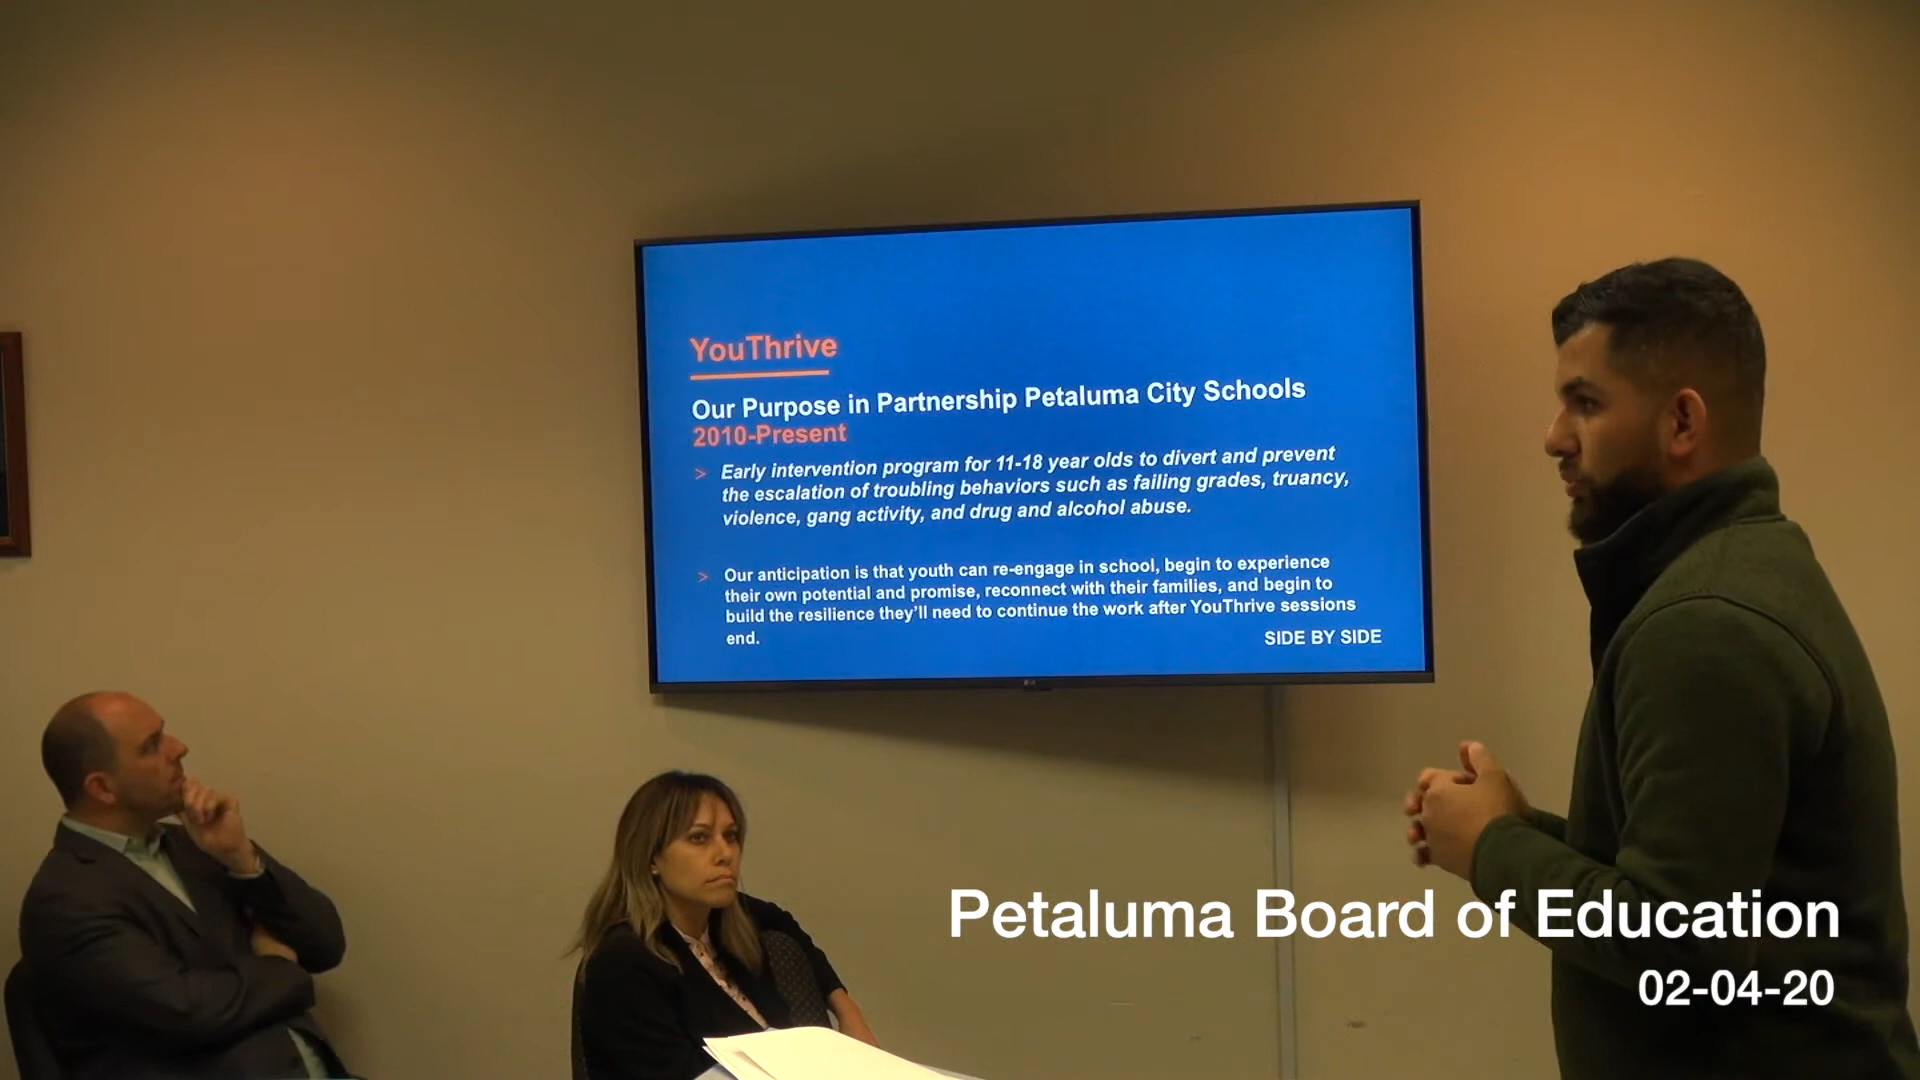 YouThrive
Our Purpose in Partnership Petaluma City Schools
2010-Present
> Early intervention program for 11-18 year olds to divert and prevent
the escalation of troubling behaviors such as failing grades, truancy,
violence, gang activity, and drug and alcohol abuse.
> Our anticipation is that youth can re-engage in school, begin to experience
their own potential and promise, reconnect with their families, and begin to
build the resilience they'll need to continue the work after YouThrive sessions
end.
SIDE BY SIDE
LG
Petaluma Board of Education
02-04-20